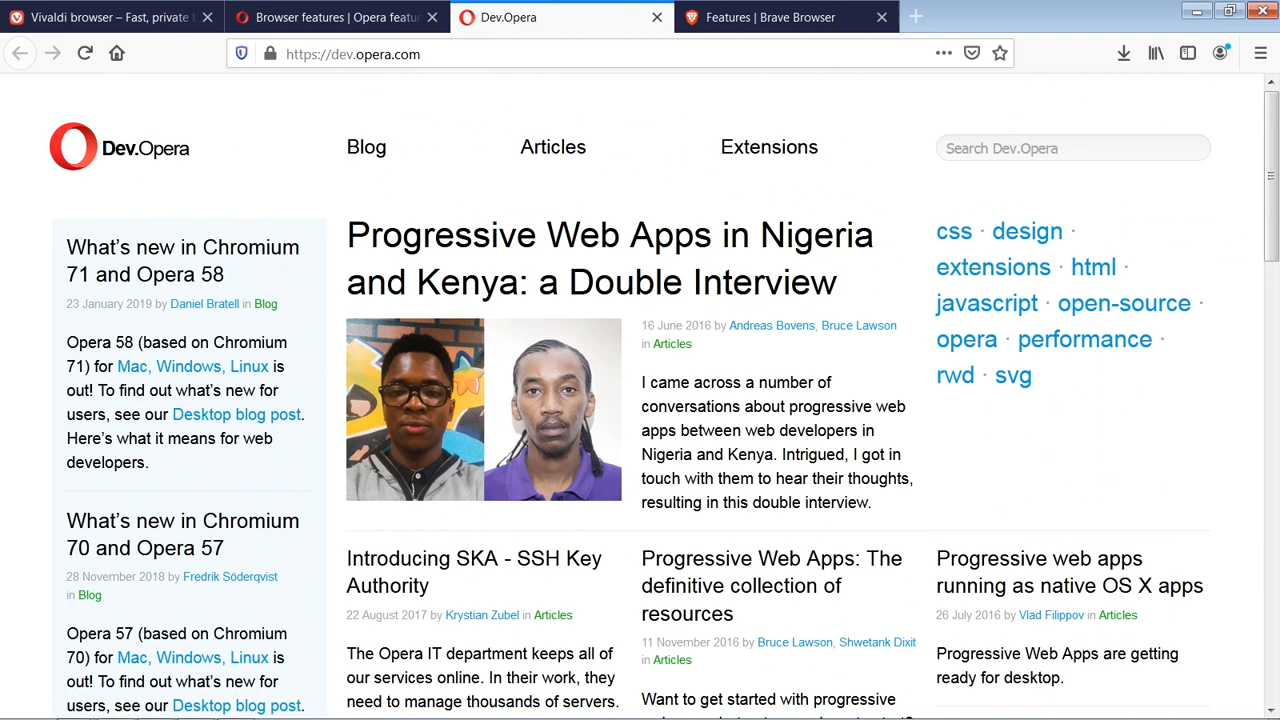 Vivaldi browser – Fast, private
Browser features | Opera featur
Dev.Opera
Features | Brave Browser
https://dev.opera.com
Dev.Opera
Blog
Articles
Extensions
Search Dev.Opera
What's new in Chromium
71 and Opera 58
23 January 2019 by Daniel Bratell in Blog
Opera 58 (based on Chromium
71) for Mac, Windows, Linux is
out! To find out what's new for
users, see our Desktop blog post.
Here's what it means for web
developers.
What's new in Chromium
70 and Opera 57
28 November 2018 by Fredrik Söderqvist
in Blog
Opera 57 (based on Chromium
70) for Mac, Windows, Linux is
out! To find out what's new for
users, see our Desktop blog post.
Progressive Web Apps in Nigeria
and Kenya: a Double Interview
16 June 2016 by Andreas Bovens, Bruce Lawson
in Articles
I came across a number of
conversations about progressive web
apps between web developers in
Nigeria and Kenya. Intrigued, I got in
touch with them to hear their thoughts,
resulting in this double interview.
css · design ·
extensions · html ·
javascript · open-source ·
opera · performance ·
rwd · svg
Introducing SKA - SSH Key
Authority
22 August 2017 by Krystian Zubel in Articles
The Opera IT department keeps all of
our services online. In their work, they
need to manage thousands of servers.
Progressive Web Apps: The
definitive collection of
resources
11 November 2016 by Bruce Lawson, Shwetank Dixit
in Articles
Want to get started with progressive
Progressive web apps
running as native OS X apps
26 July 2016 by Vlad Filippov in Articles
Progressive Web Apps are getting
ready for desktop.